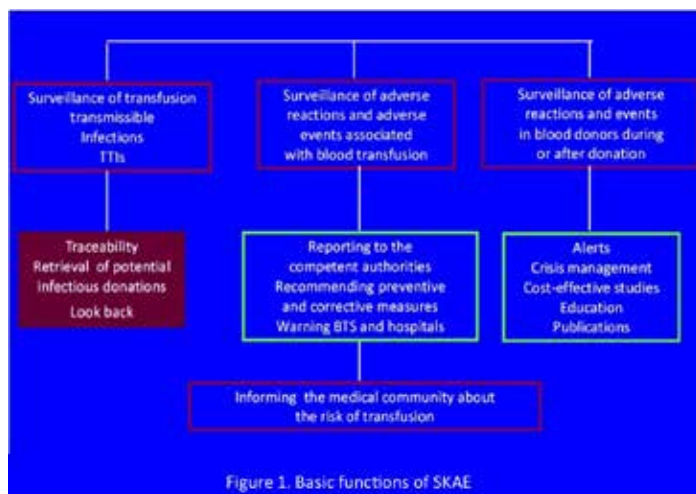 Surveillance of transfusion
transmissible
Infections
TTIs
Surveillance of adverse
reactions and adverse
events associated
with blood transfusion
Surveillance of adverse
reactions and events
in blood donors during
or after donation
Traceability
Retrieval of potential
infectious donations
Look back
Reporting to the
competent authorities
Recommending preventive
and corrective measures
Warning BTS and hospitals
Alerts
Crisis management
Cost-effective studies
Education
Publications
Informing the medical community about
the risk of transfusion
Figure 1. Basic functions of SKAE